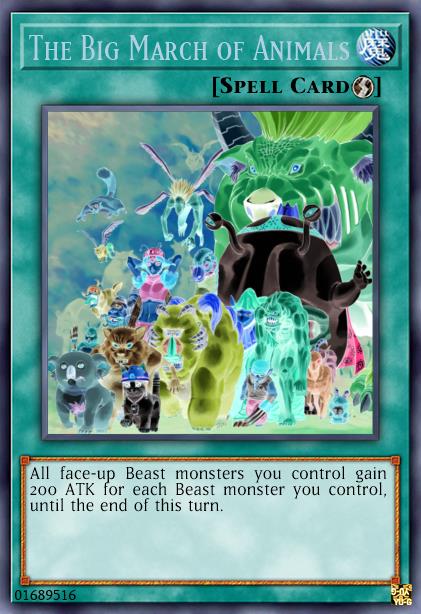 The Big March of Animals 魔
[Spell Card]
All face-up Beast monsters you control gain
200 ATK for each Beast monster you control,
until the end of this turn.
01689516